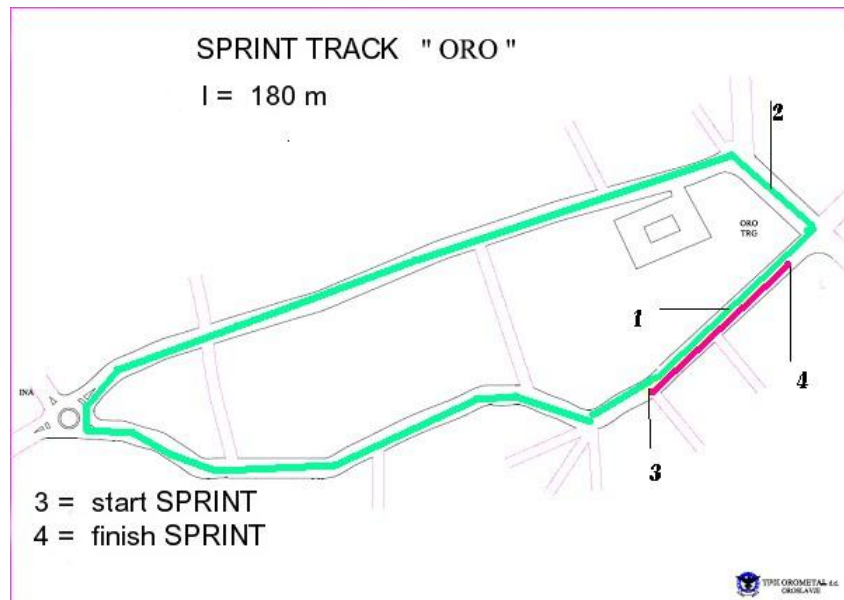 SPRINT TRACK " ORO "
l = 180 m
2
ORO
TRG
1
4
INA
3
3 = start SPRINT
4 = finish SPRINT
TPSK OROMETAL d.d.
OROSLAVJE